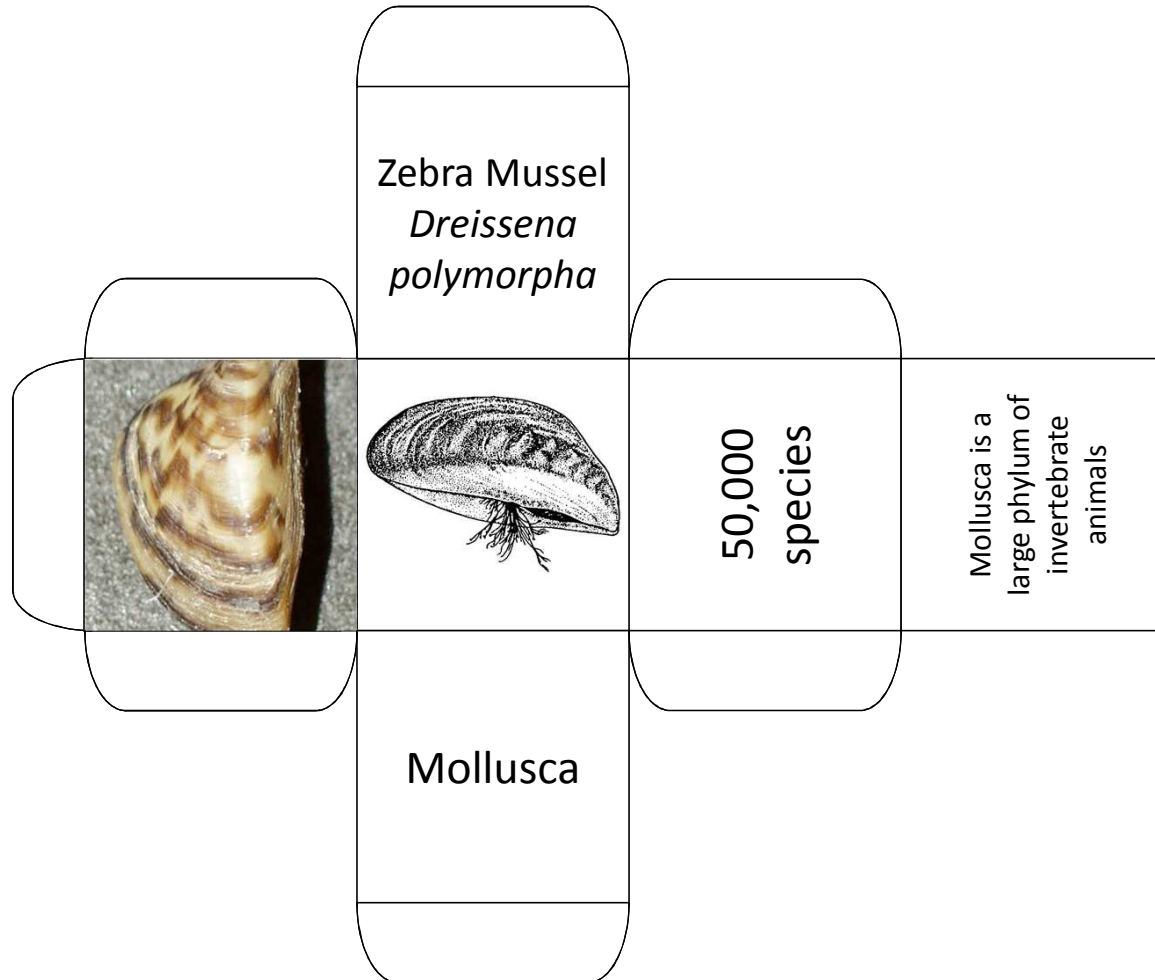 Zebra Mussel
Dreissena
polymorpha
50,000
species
Mollusca is a
large phylum of
invertebrate
animals
Mollusca